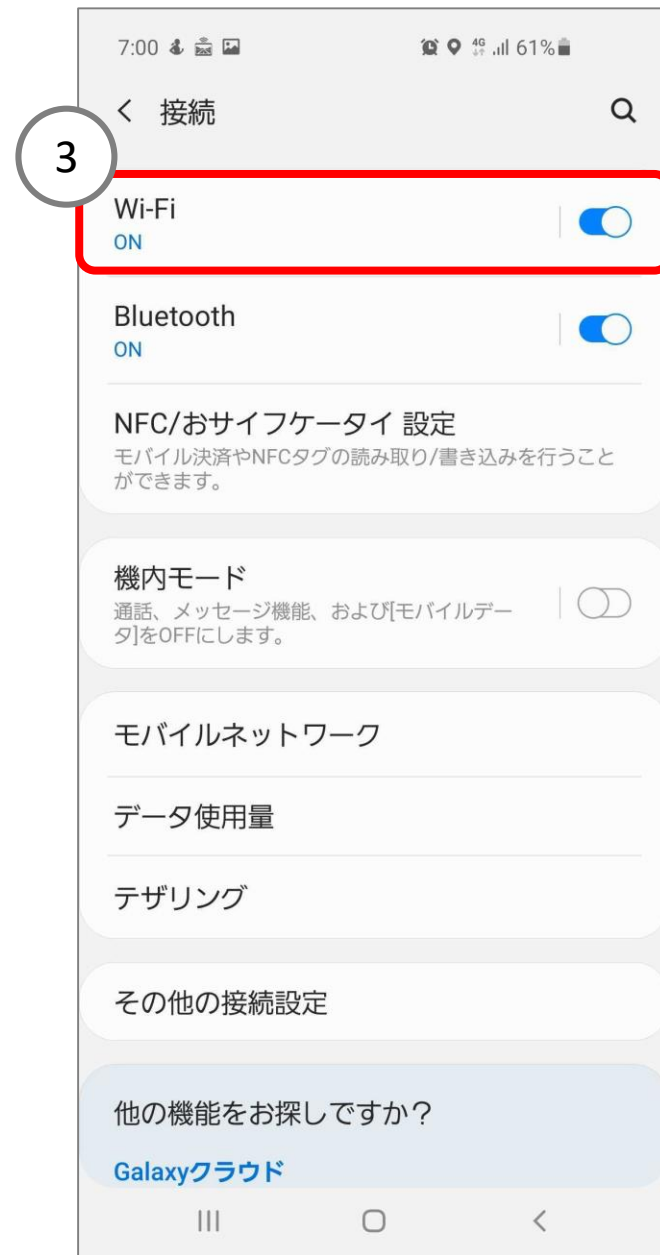 7:00 4G 61%
接続
3
Wi-Fi
ON
Bluetooth
ON
NFC/おサイフケータイ 設定
モバイル決済やNFCタグの読み取り/書き込みを行うこと
ができます。
機内モード
通話、メッセージ機能、および[モバイルデー
タ]をOFFにします。
モバイルネットワーク
データ使用量
テザリング
その他の接続設定
他の機能をお探しですか？
Galaxyクラウド